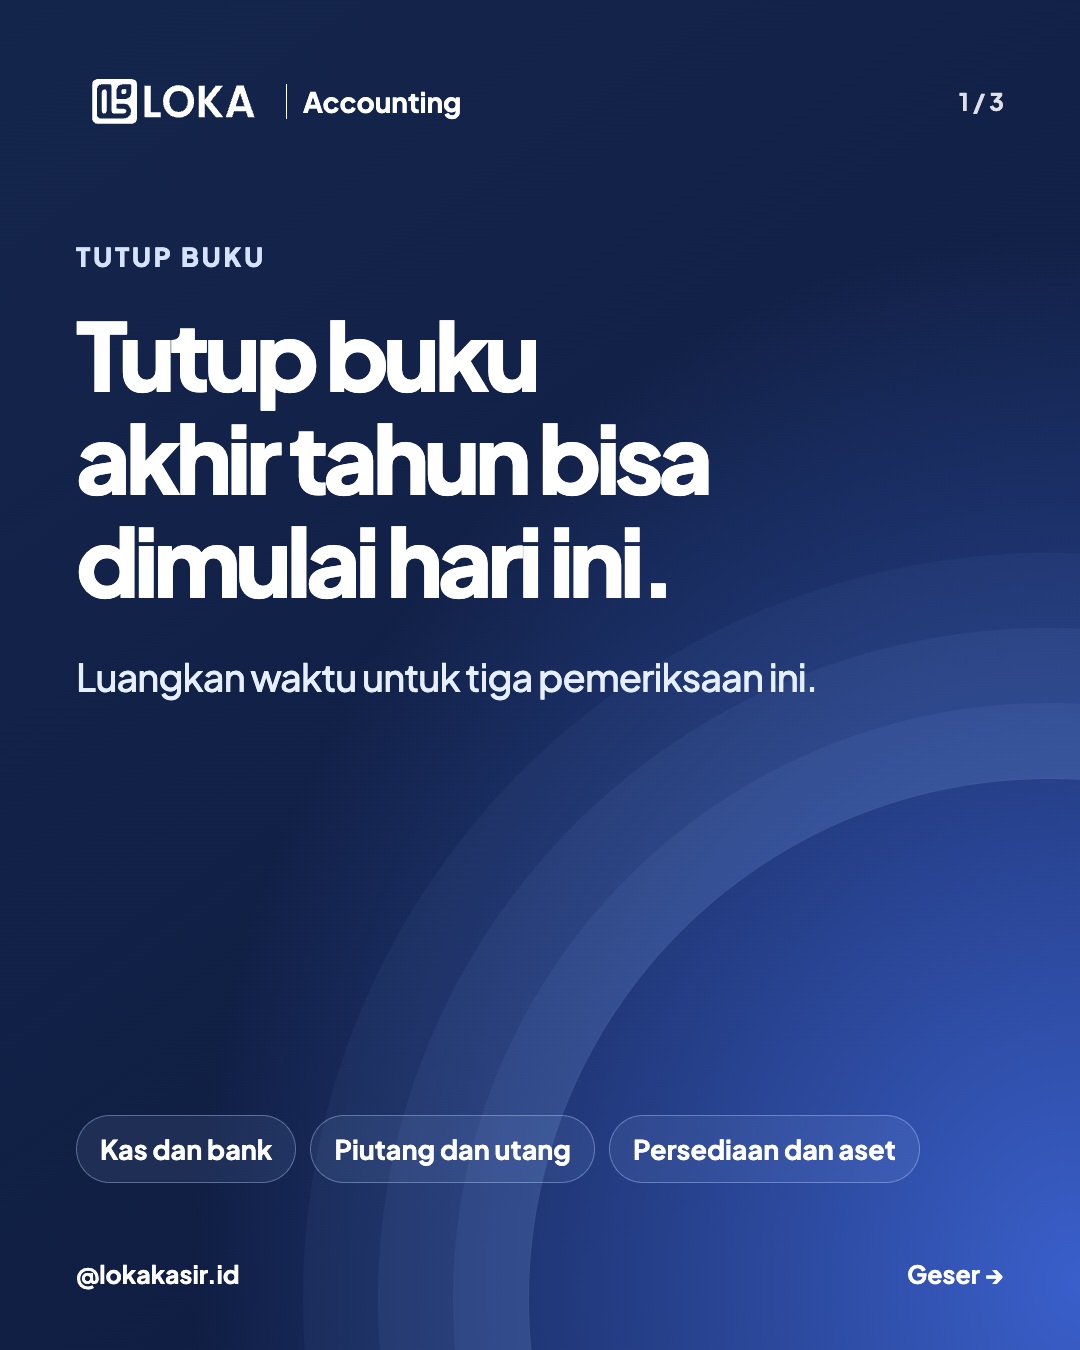 LOKA | Accounting
1/3
TUTUP BUKU
Tutup buku
akhir tahun bisa
dimulai hari ini.
Luangkan waktu untuk tiga pemeriksaan ini.
Kas dan bank
Piutang dan utang
Persediaan dan aset
@lokakasir.id
Geser →